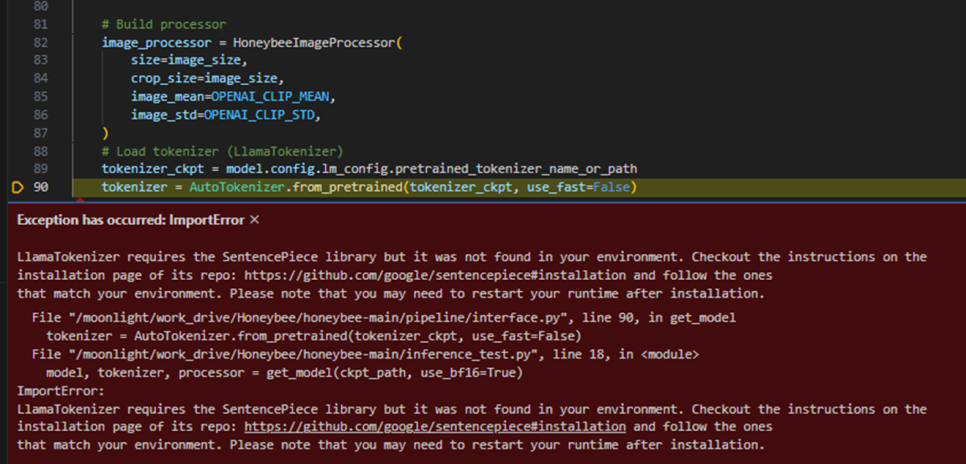 80
81 # Build processor
82 image_processor = HoneybeeImageProcessor(
83 size=image_size,
84 crop_size=image_size,
85 image_mean=OPENAI_CLIP_MEAN,
86 image_std=OPENAI_CLIP_STD,
87 )
88 # Load tokenizer (LlamaTokenizer)
89 tokenizer_ckpt = model.config.lm_config.pretrained_tokenizer_name_or_path
90 tokenizer = AutoTokenizer.from_pretrained(tokenizer_ckpt, use_fast=False)
Exception has occurred: ImportError ×
LlamaTokenizer requires the SentencePiece library but it was not found in your environment. Checkout the instructions on the
installation page of its repo: https://github.com/google/sentencepiece#installation and follow the ones
that match your environment. Please note that you may need to restart your runtime after installation.
File "/moonlight/work_drive/Honeybee/honeybee-main/pipeline/interface.py", line 90, in get_model
tokenizer = AutoTokenizer.from_pretrained(tokenizer_ckpt, use_fast=False)
File "/moonlight/work_drive/Honeybee/honeybee-main/inference_test.py", line 18, in <module>
model, tokenizer, processor = get_model(ckpt_path, use_bf16=True)
ImportError:
LlamaTokenizer requires the SentencePiece library but it was not found in your environment. Checkout the instructions on the
installation page of its repo: https://github.com/google/sentencepiece#installation and follow the ones
that match your environment. Please note that you may need to restart your runtime after installation.